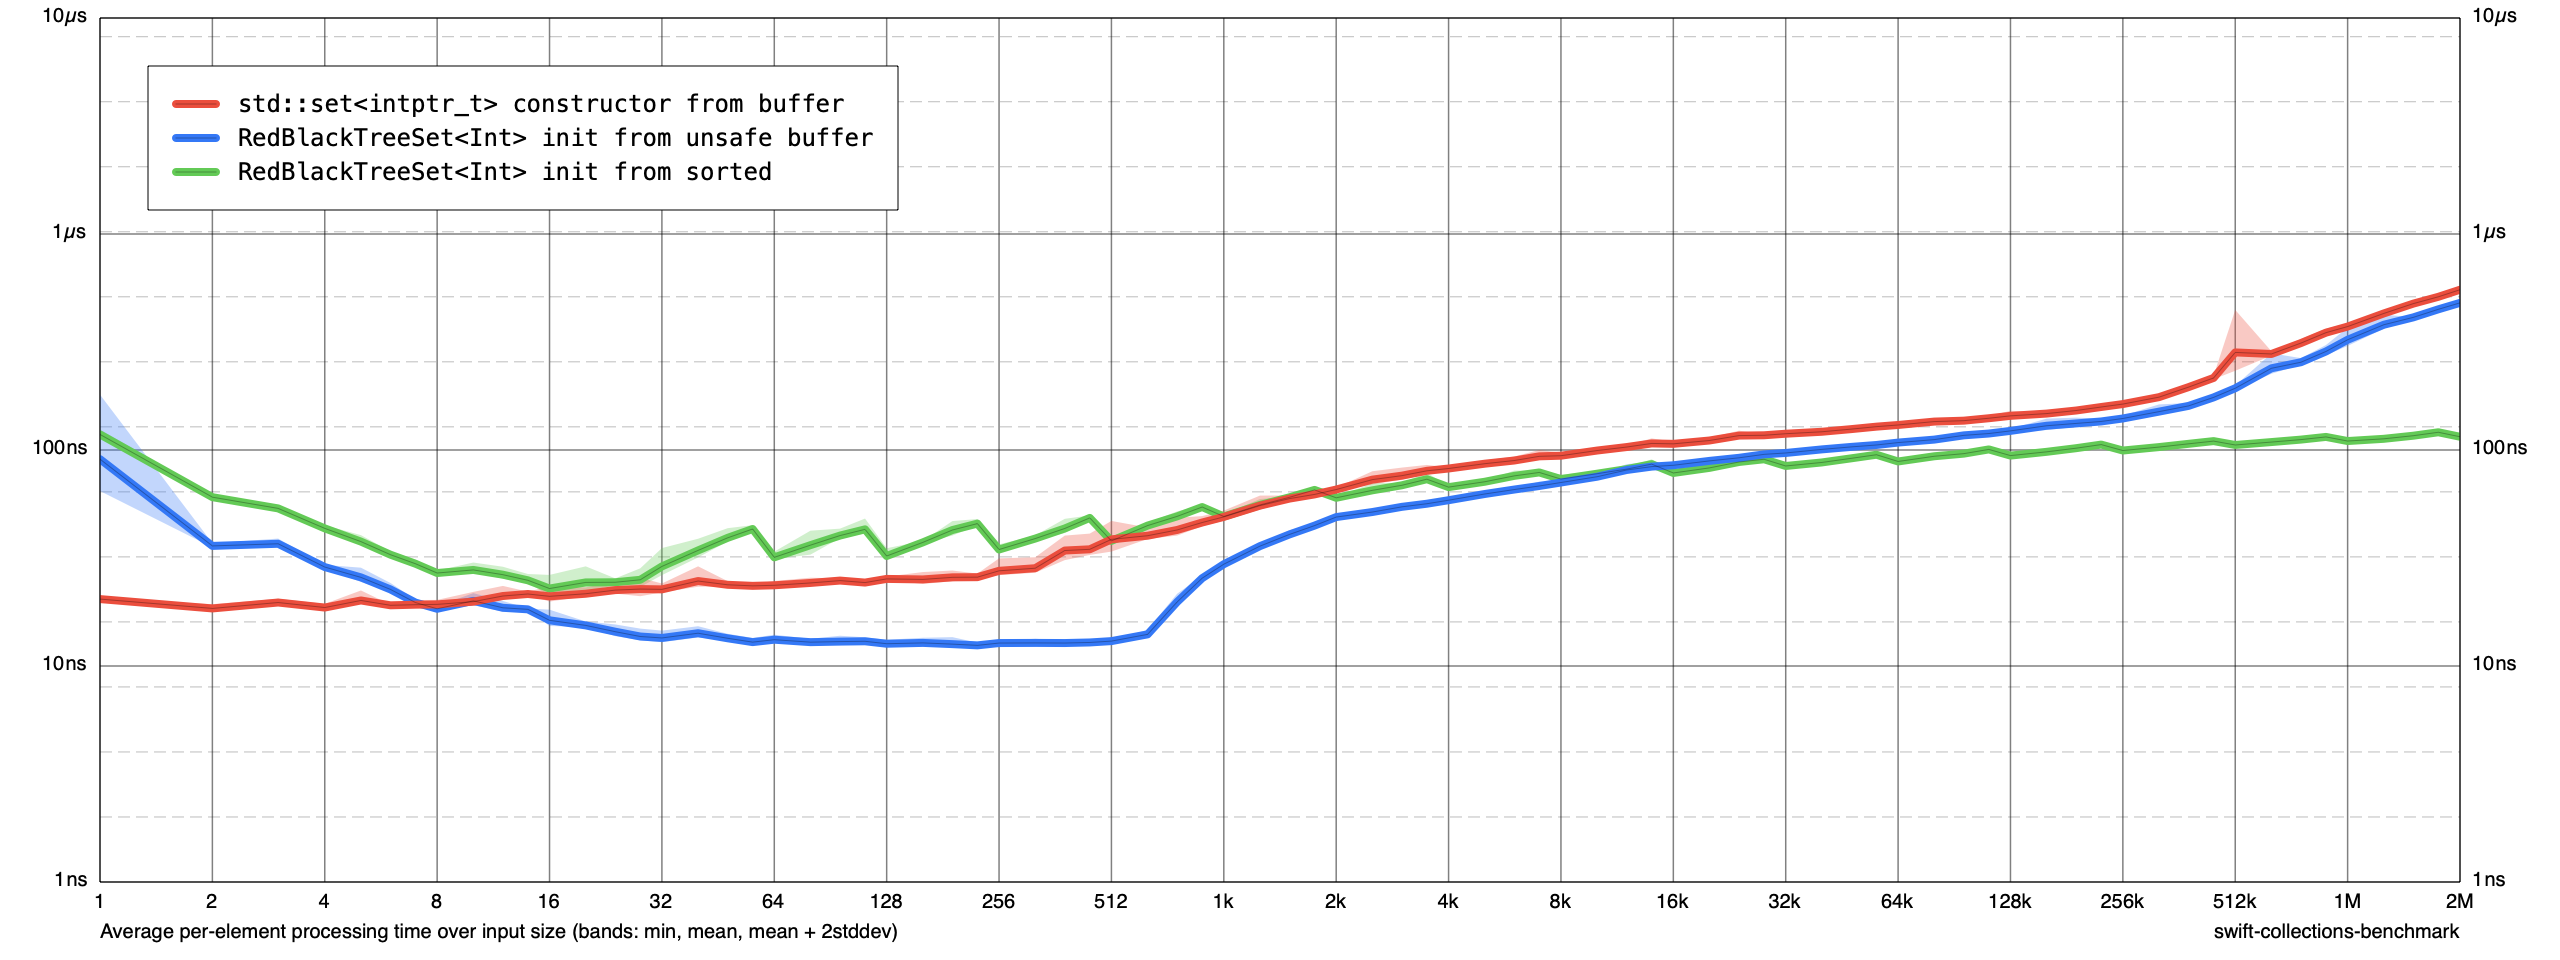 10µs
10µs
std::set<intptr_t> constructor from buffer
RedBlackTreeSet<Int> init from unsafe buffer
RedBlackTreeSet<Int> init from sorted
1µs
1µs
100ns
100ns
10ns
10ns
1ns
1ns
1 2 4 8 16 32 64 128 256 512 1k 2k 4k 8k 16k 32k 64k 128k 256k 512k 1M 2M
Average per-element processing time over input size (bands: min, mean, mean + 2stddev)
swift-collections-benchmark